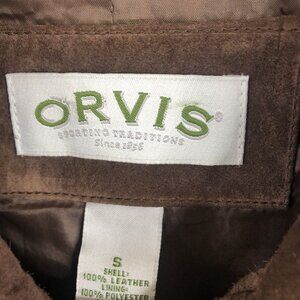 ORVIS®
SPORTING TRADITIONS
Since 1856
S
SHELL:
100% LEATHER
LINING:
100% POLYESTER